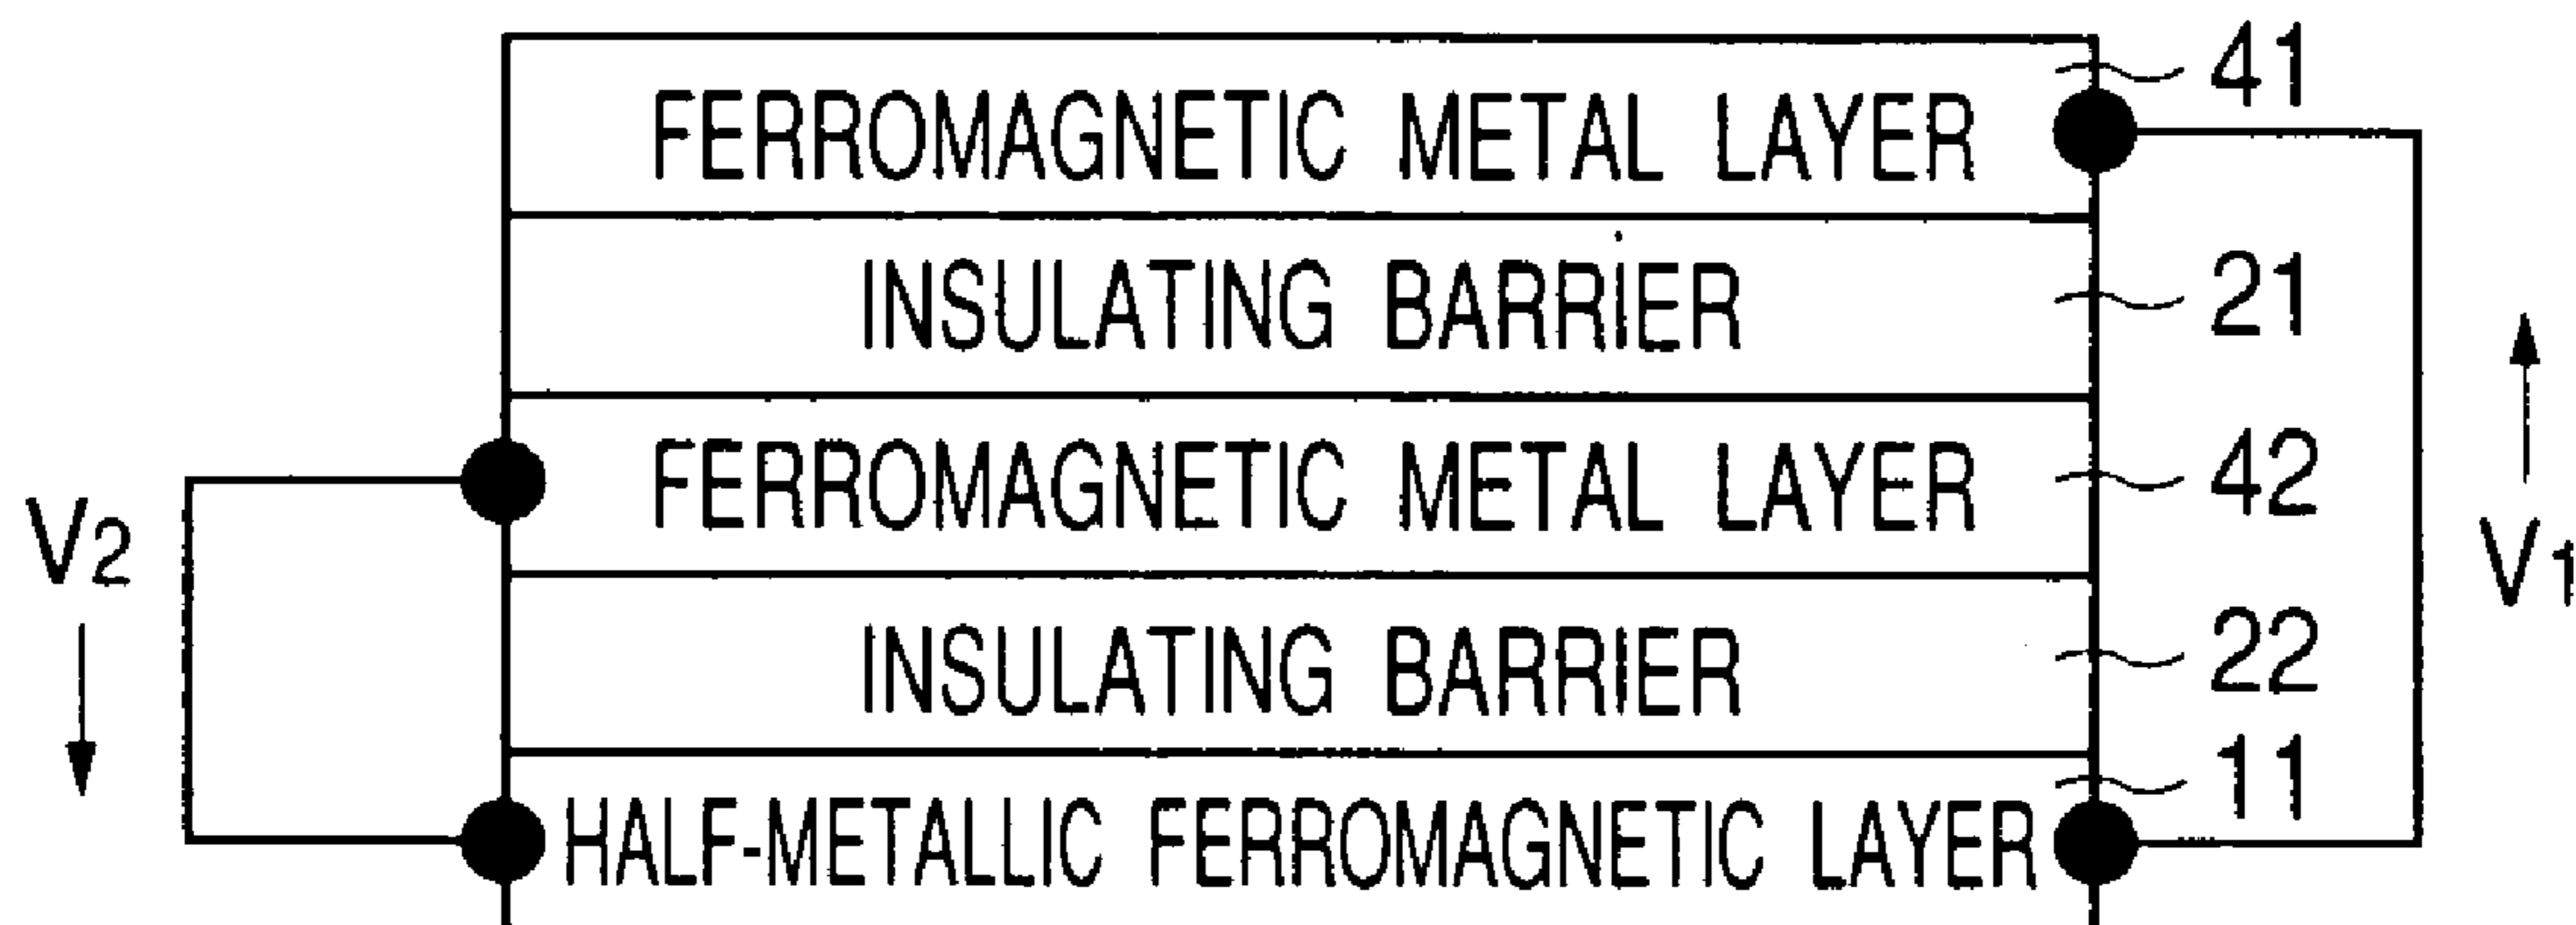 FERROMAGNETIC METAL LAYER 41
INSULATING BARRIER 21
FERROMAGNETIC METAL LAYER 42
V2
V1
INSULATING BARRIER 22
HALF-METALLIC FERROMAGNETIC LAYER 11